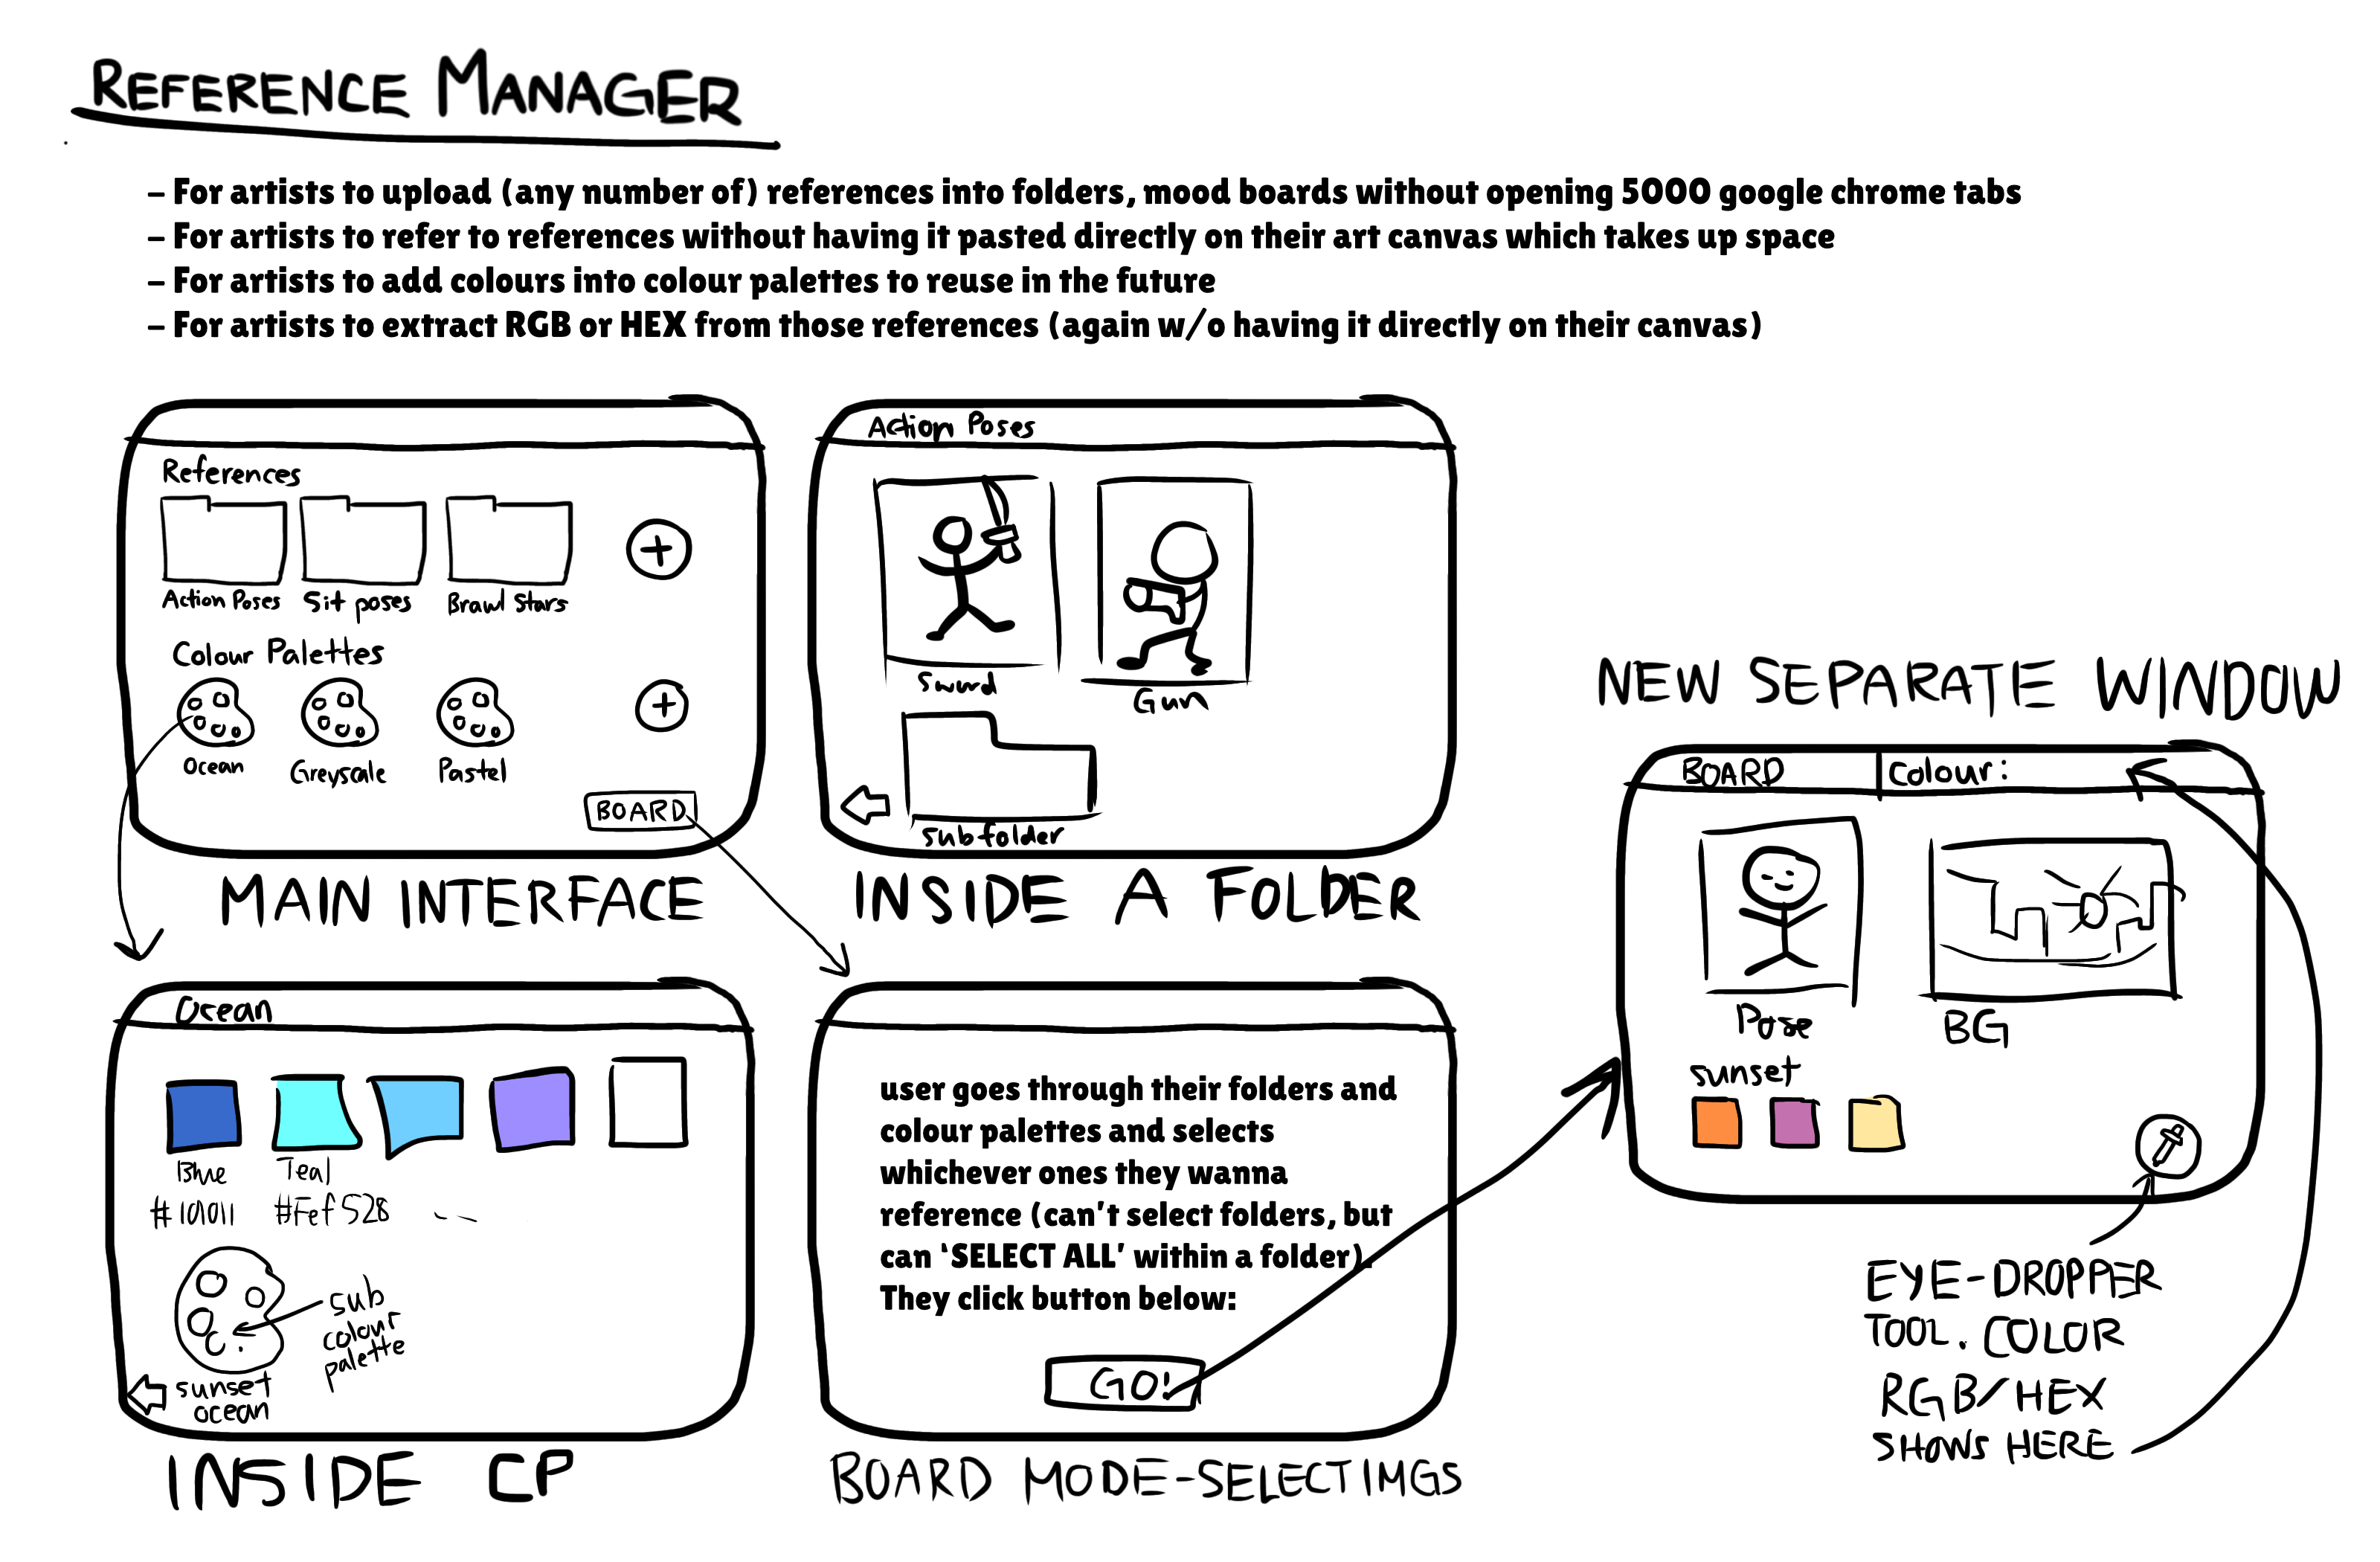 REFERENCE MANAGER
– For artists to upload (any number of) references into folders, mood boards without opening 5000 google chrome tabs
– For artists to refer to references without having it pasted directly on their art canvas which takes up space
– For artists to add colours into colour palettes to reuse in the future
– For artists to extract RGB or HEX from those references (again w/o having it directly on their canvas)
References
Action Poses
Sit poses
Brawl Stars
+
Colour Palettes
+
Ocean
Greyscale
Pastel
BOARD
MAIN INTERFACE
Action Poses
Sword
Gun
subfolder
INSIDE A FOLDER
Ocean
Blue
#101011
Teal
#Fef528
sub
colour
palette
sunset
ocean
INSIDE CP
user goes through their folders and
colour palettes and selects
whichever ones they wanna
reference (can't select folders, but
can 'SELECT ALL' within a folder).
They click button below:
GO!
BOARD MODE-SELECT IMGS
NEW SEPARATE WINDOW
BOARD
Colour:
Pose
BG
sunset
EYE-DROPPER
TOOL. COLOR
RGB/HEX
SHOWS HERE